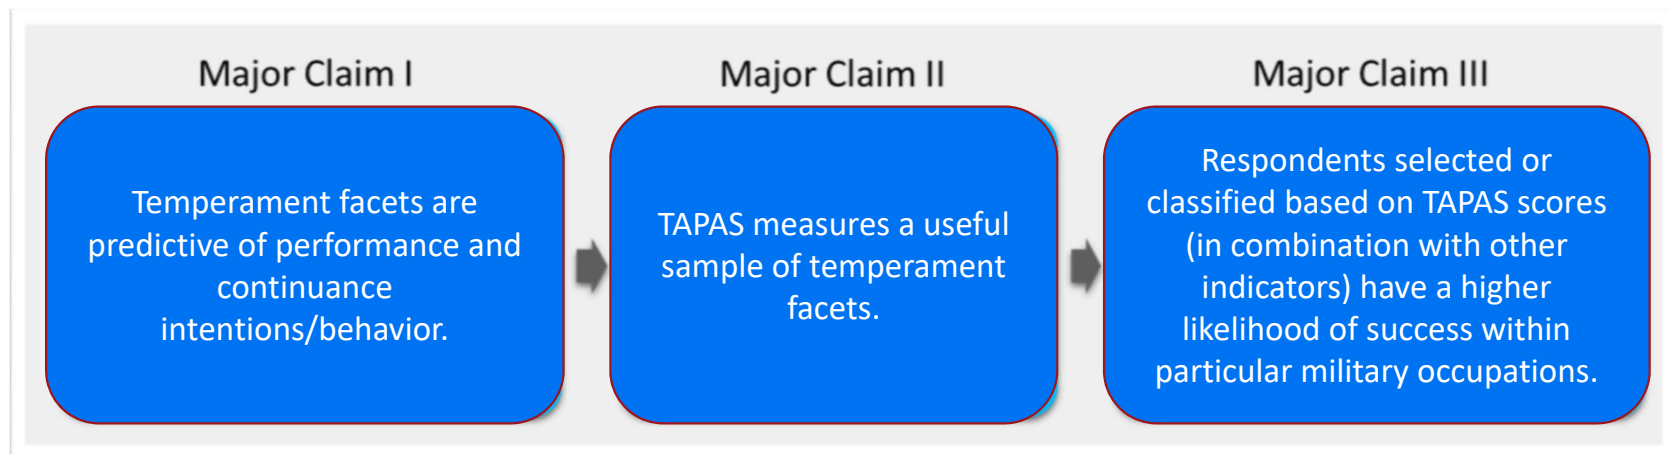 Major Claim I
Temperament facets are
predictive of performance and
continuance
intentions/behavior.
Major Claim II
TAPAS measures a useful
sample of temperament
facets.
Major Claim III
Respondents selected or
classified based on TAPAS scores
(in combination with other
indicators) have a higher
likelihood of success within
particular military occupations.